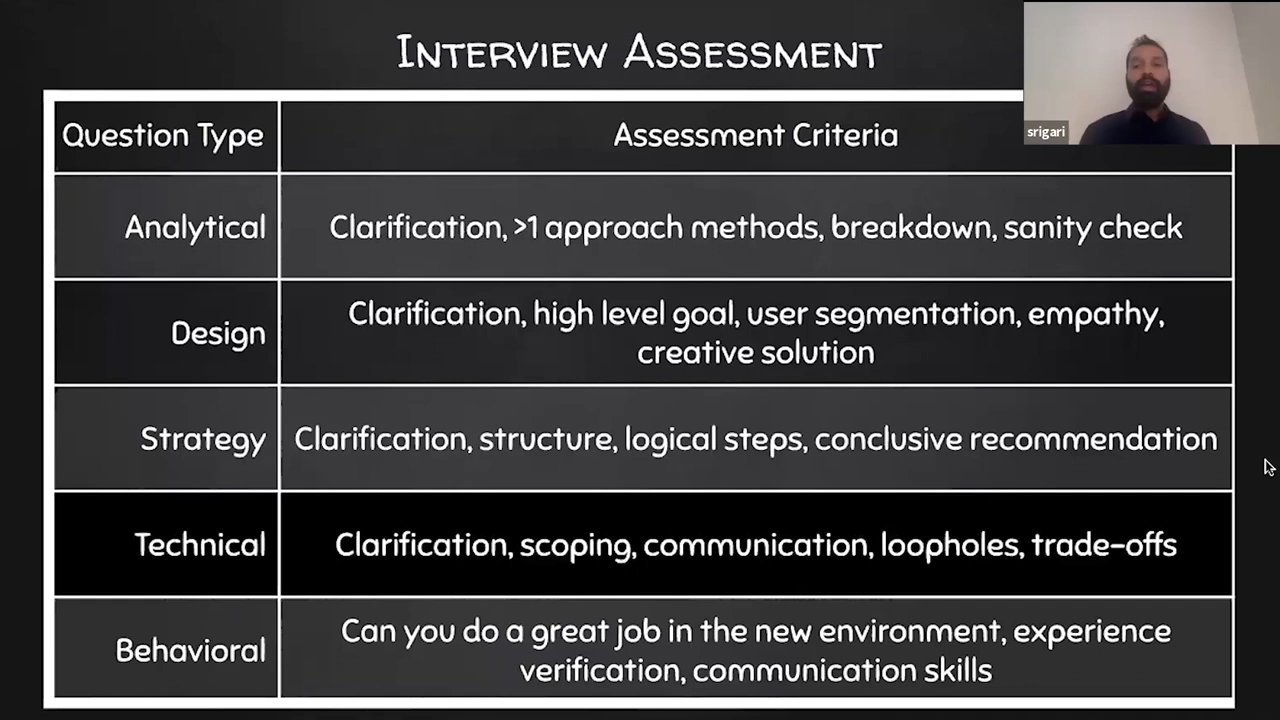 Interview Assessment
srigari
Question Type
Assessment Criteria
Analytical
Clarification, >1 approach methods, breakdown, sanity check
Design
Clarification, high level goal, user segmentation, empathy,
creative solution
Strategy
Clarification, structure, logical steps, conclusive recommendation
Technical
Clarification, scoping, communication, loopholes, trade-offs
Behavioral
Can you do a great job in the new environment, experience
verification, communication skills